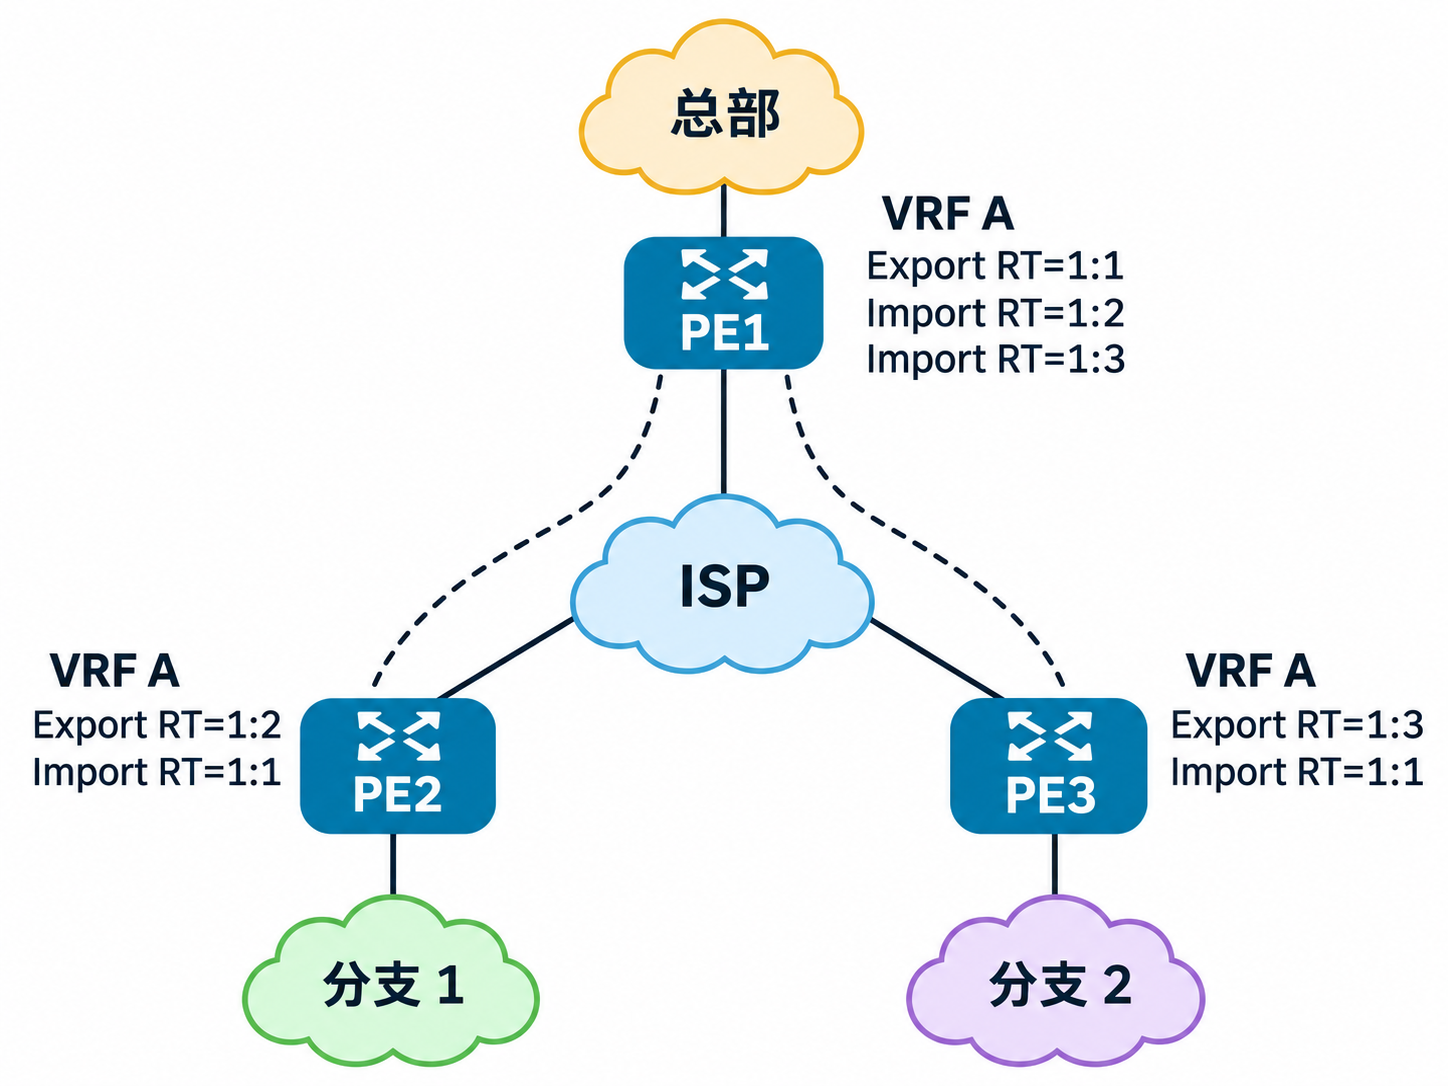 总部
VRF A
Export RT=1:1
Import RT=1:2
Import RT=1:3
PE1
ISP
VRF A
Export RT=1:2
Import RT=1:1
PE2
VRF A
Export RT=1:3
Import RT=1:1
PE3
分支 1
分支 2